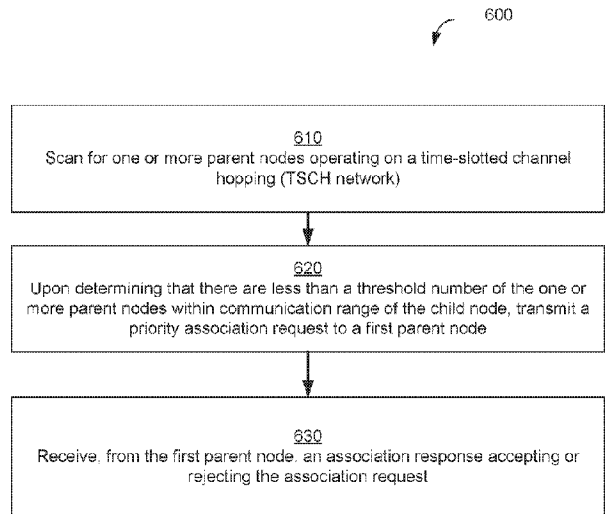 600
610
Scan for one or more parent nodes operating on a time-slotted channel
hopping (TSCH network)
620
Upon determining that there are less than a threshold number of the one or
more parent nodes within communication range of the child node, transmit a
priority association request to a first parent node
630
Receive, from the first parent node, an association response accepting or
rejecting the association request